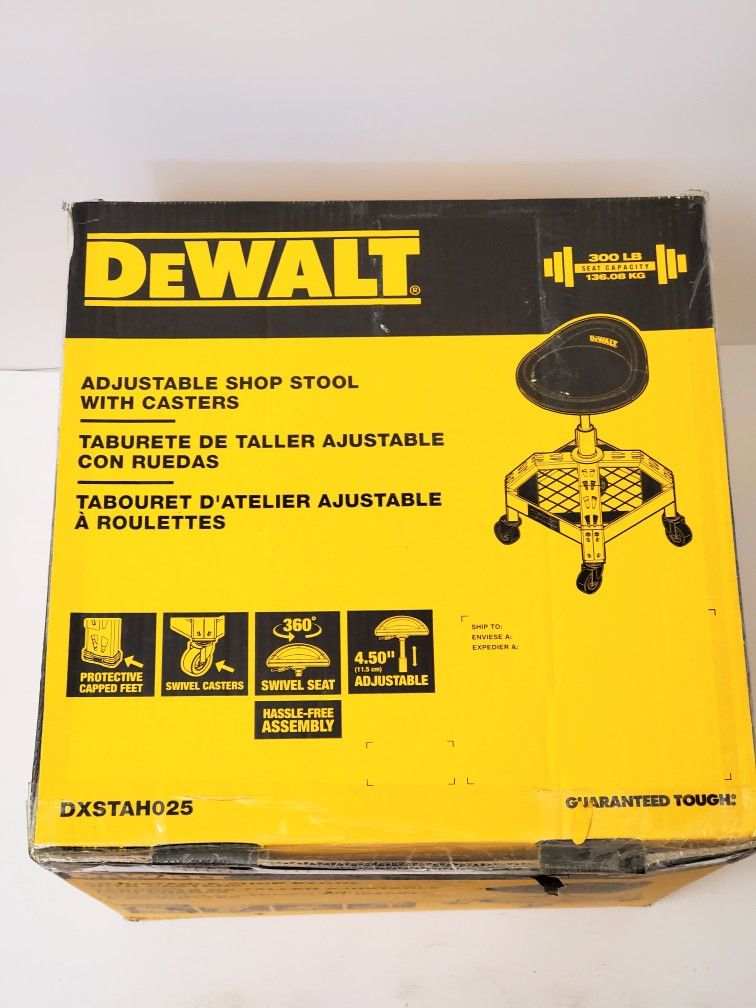 DEWALT®
300 LB
SEAT CAPACITY
136.08 KG
DEWALT
ADJUSTABLE SHOP STOOL
WITH CASTERS
TABURETE DE TALLER AJUSTABLE
CON RUEDAS
TABOURET D'ATELIER AJUSTABLE
À ROULETTES
PROTECTIVE
CAPPED FEET
SWIVEL CASTERS
360°
SWIVEL SEAT
4.50"
(11.5 cm)
ADJUSTABLE
HASSLE-FREE
ASSEMBLY
SHIP TO:
ENVIESE A:
EXPEDIER A:
DXSTAH025
GUARANTEED TOUGH.®